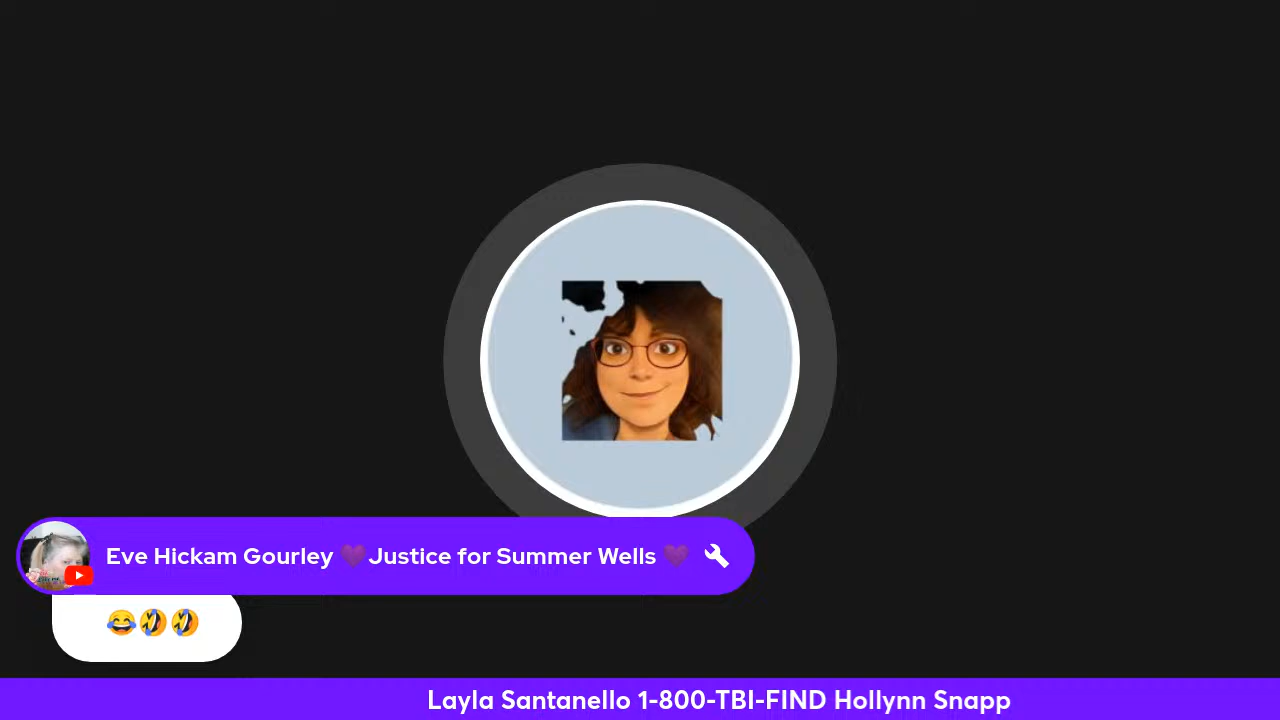 Eve Hickam Gourley 💜Justice for Summer Wells 💜
😂🤣🤣
Layla Santanello 1-800-TBI-FIND Hollynn Snapp